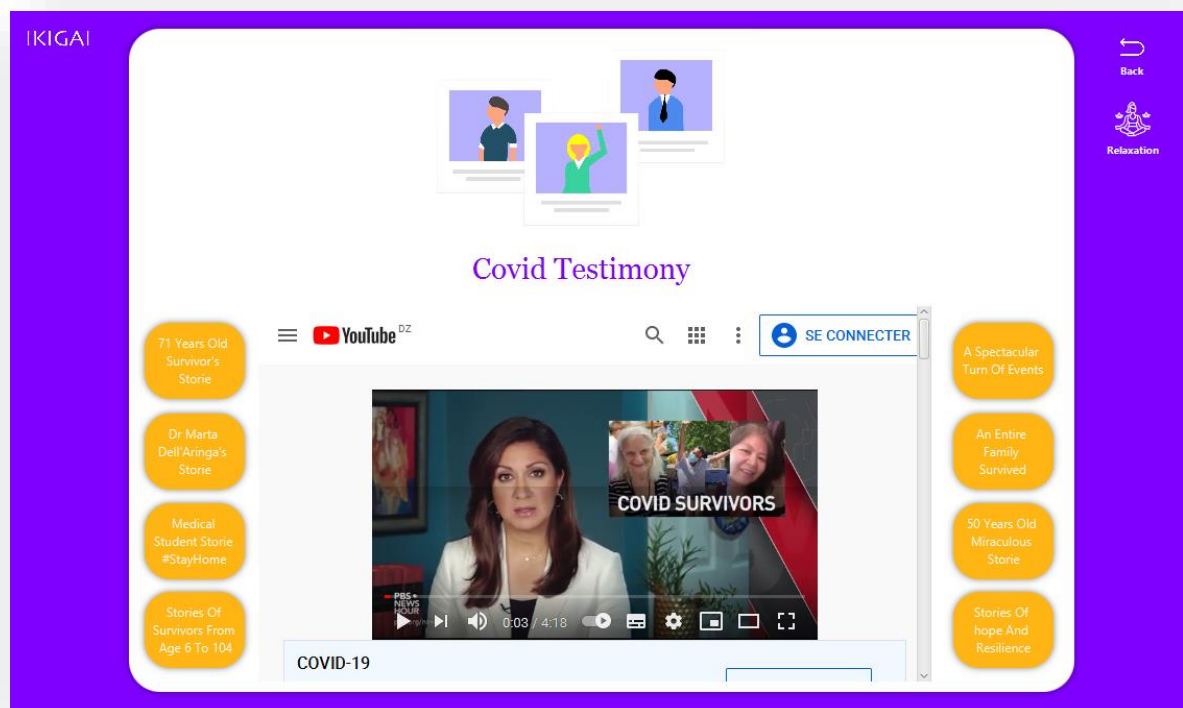 IKIGAI
Back
Relaxation
Covid Testimony
71 Years Old
Survivor's
Storie
Dr Marta
Dell'Aringa's
Storie
Medical
Student Storie
#StayHome
Stories Of
Survivors From
Age 6 To 104
YouTube DZ
SE CONNECTER
COVID SURVIVORS
PBS
NEWS
HOUR
0:03 / 4:18
COVID-19
A Spectacular
Turn Of Events
An Entire
Family
Survived
50 Years Old
Miraculous
Storie
Stories Of
hope And
Resilience